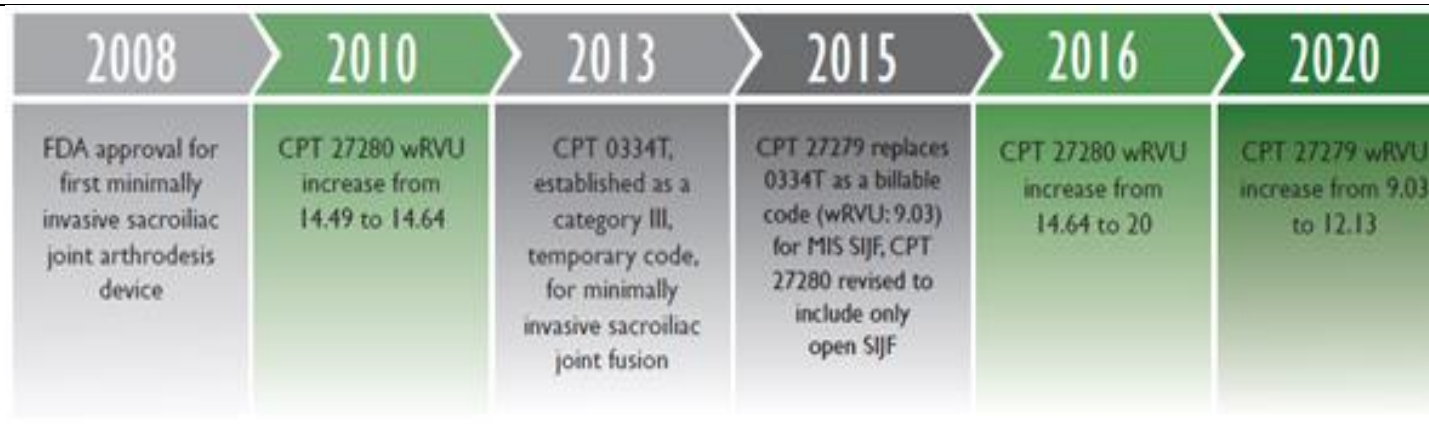 2008
FDA approval for
first minimally
invasive sacroiliac
joint arthrodesis
device
2010
CPT 27280 wRVU
increase from
14.49 to 14.64
2013
CPT 0334T,
established as a
category III,
temporary code,
for minimally
invasive sacroiliac
joint fusion
2015
CPT 27279 replaces
0334T as a billable
code (wRVU: 9.03)
for MIS SIJF, CPT
27280 revised to
include only
open SIJF
2016
CPT 27280 wRVU
increase from
14.64 to 20
2020
CPT 27279 wRVU
increase from 9.03
to 12.13